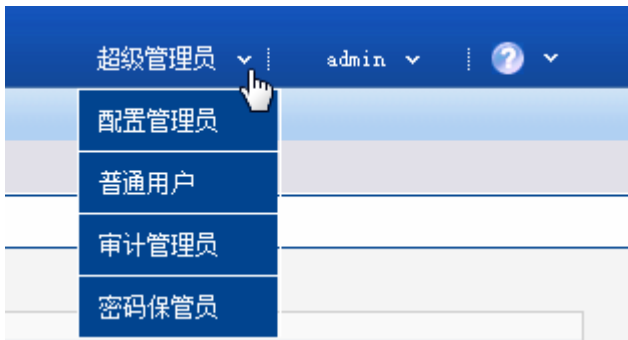 超级管理员 admin ?
配置管理员
普通用户
审计管理员
密码保管员